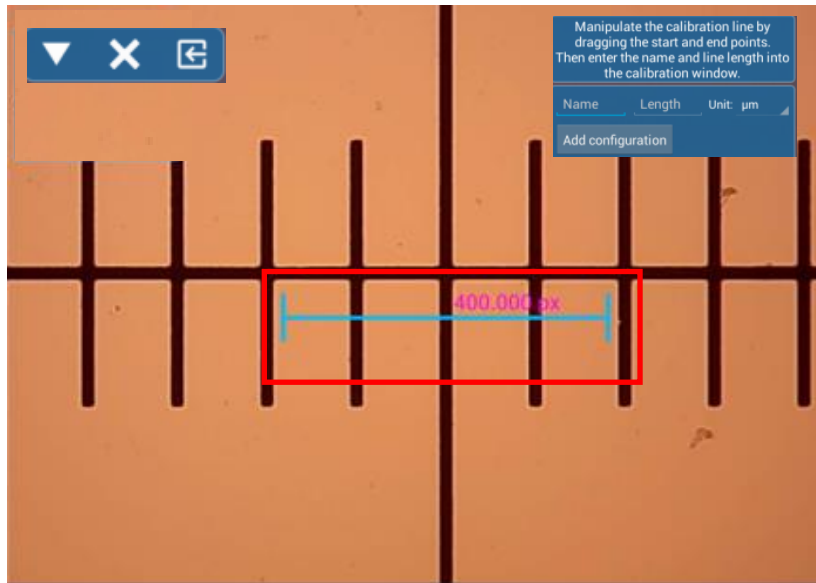 Manipulate the calibration line by
dragging the start and end points.
Then enter the name and line length into
the calibration window.
Name Length Unit: µm
Add configuration
400.000 px